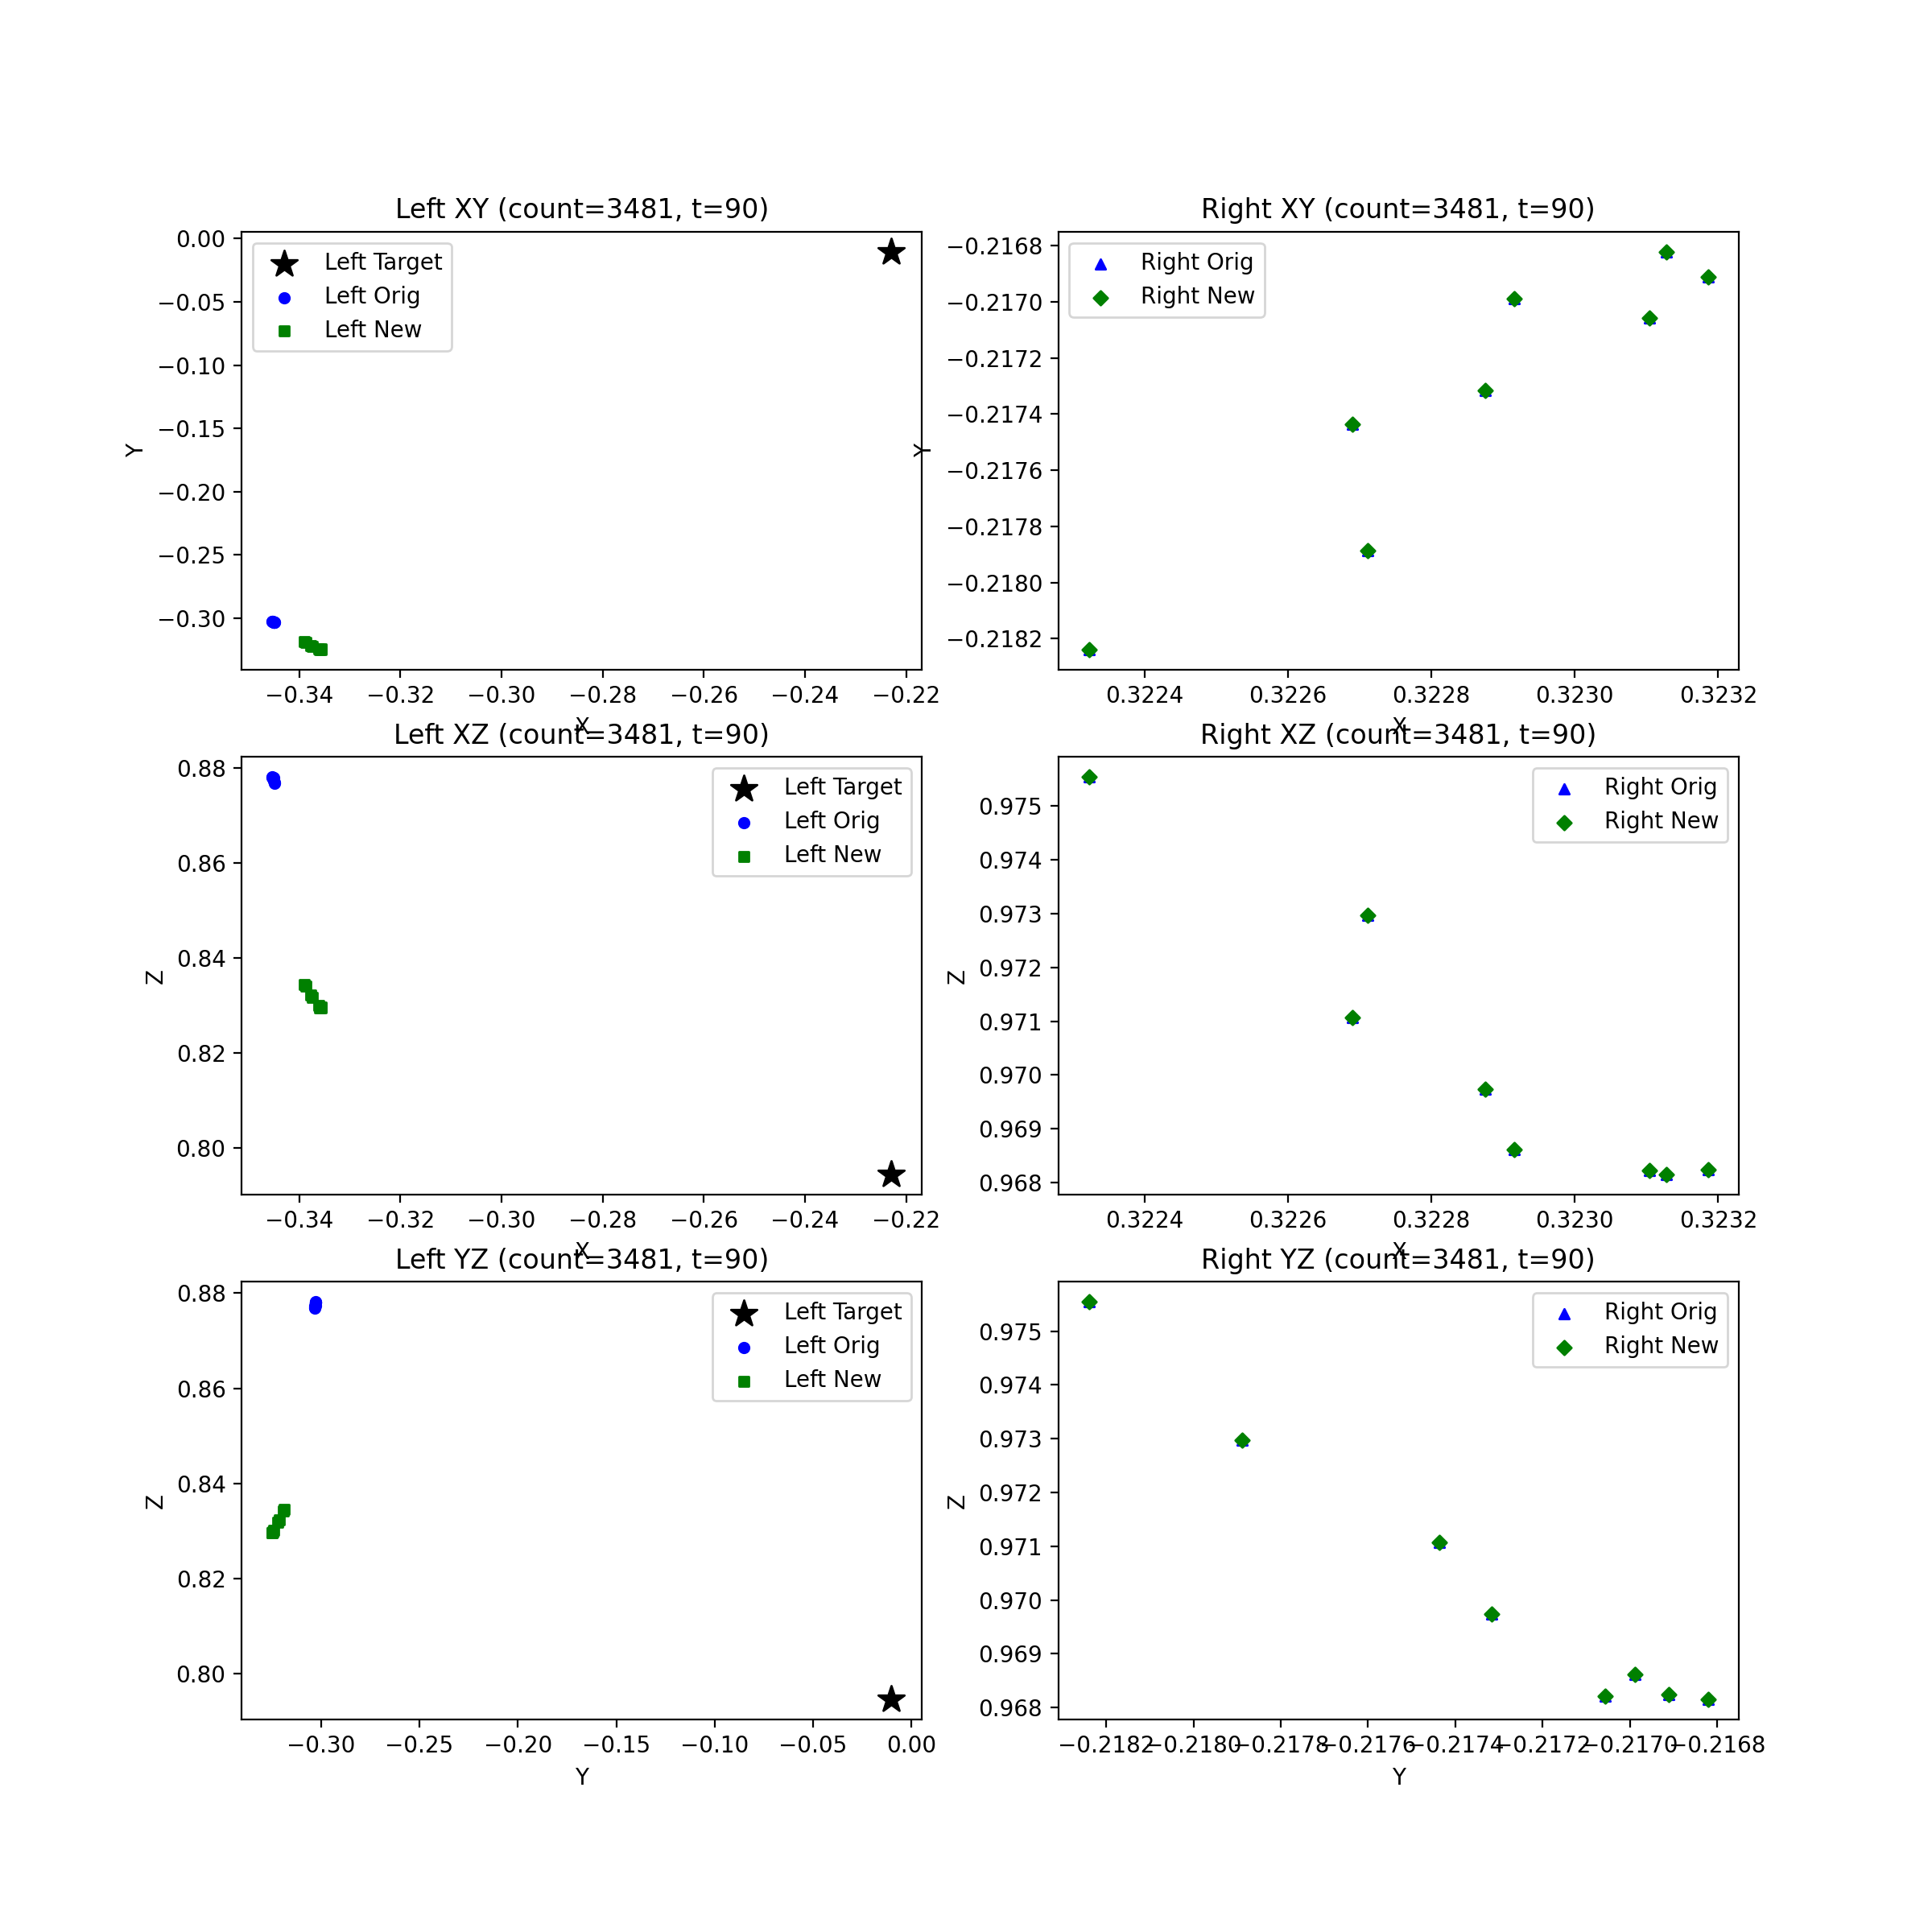 Left XY (count=3481, t=90)
0.00
−0.05
−0.10
−0.15
−0.20
−0.25
−0.30
Y
Left Target
Left Orig
Left New
−0.34 −0.32 −0.30 −0.28 −0.26 −0.24 −0.22
X
Right XY (count=3481, t=90)
−0.2168
−0.2170
−0.2172
−0.2174
−0.2176
−0.2178
−0.2180
−0.2182
Y
Right Orig
Right New
0.3224 0.3226 0.3228 0.3230 0.3232
X
Left XZ (count=3481, t=90)
0.88
0.86
0.84
0.82
0.80
Z
Left Target
Left Orig
Left New
−0.34 −0.32 −0.30 −0.28 −0.26 −0.24 −0.22
X
Right XZ (count=3481, t=90)
0.975
0.974
0.973
0.972
0.971
0.970
0.969
0.968
Z
Right Orig
Right New
0.3224 0.3226 0.3228 0.3230 0.3232
X
Left YZ (count=3481, t=90)
0.88
0.86
0.84
0.82
0.80
Z
Left Target
Left Orig
Left New
−0.30 −0.25 −0.20 −0.15 −0.10 −0.05 0.00
Y
Right YZ (count=3481, t=90)
0.975
0.974
0.973
0.972
0.971
0.970
0.969
0.968
Z
Right Orig
Right New
−0.2182 −0.2180 −0.2178 −0.2176 −0.2174 −0.2172 −0.2170 −0.2168
Y